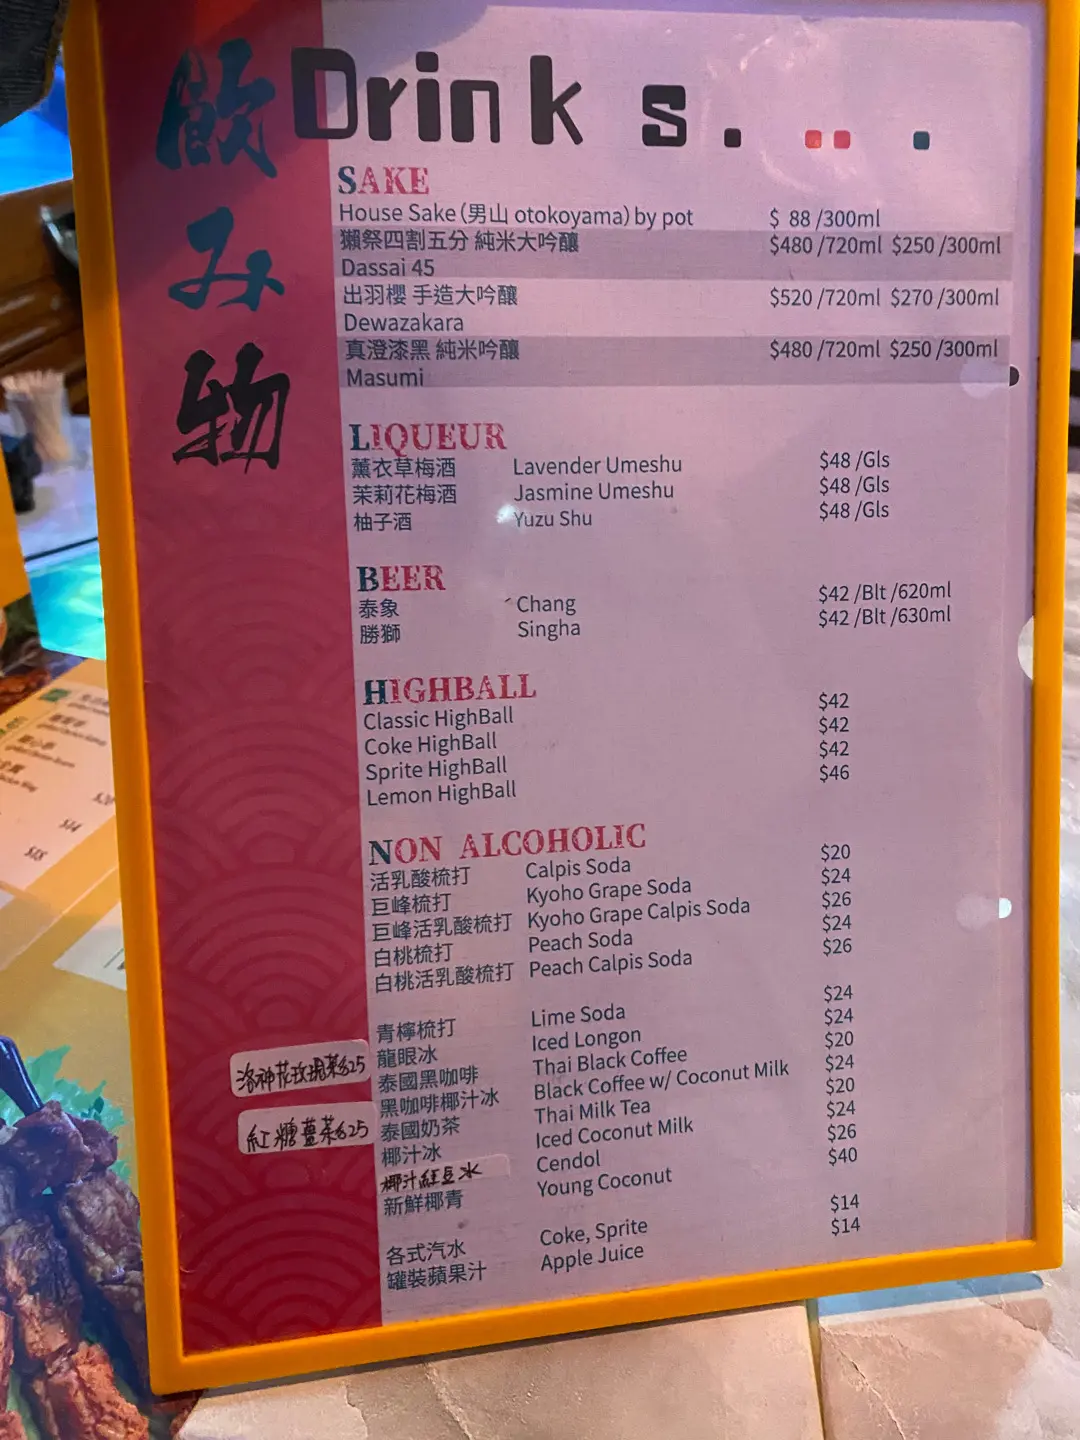 飲み物
Drinks....
SAKE
House Sake (男山 otokoyama) by pot $ 88 /300ml
獺祭四割五分 純米大吟釀 $480 /720ml $250 /300ml
Dassai 45
出羽櫻 手造大吟釀 $520 /720ml $270 /300ml
Dewazakara
真澄漆黑 純米吟釀 $480 /720ml $250 /300ml
Masumi
LIQUEUR
薰衣草梅酒 Lavender Umeshu $48 /Gls
茉莉花梅酒 Jasmine Umeshu $48 /Gls
柚子酒 Yuzu Shu $48 /Gls
BEER
泰象 Chang $42 /Blt /620ml
勝獅 Singha $42 /Blt /630ml
HIGHBALL
Classic HighBall $42
Coke HighBall $42
Sprite HighBall $42
Lemon HighBall $46
NON ALCOHOLIC
活乳酸梳打 Calpis Soda $20
巨峰梳打 Kyoho Grape Soda $24
巨峰活乳酸梳打 Kyoho Grape Calpis Soda $26
白桃梳打 Peach Soda $24
白桃活乳酸梳打 Peach Calpis Soda $26
青檸梳打 Lime Soda $24
龍眼冰 Iced Longon $24
泰國黑咖啡 Thai Black Coffee $20
黑咖啡椰汁冰 Black Coffee w/ Coconut Milk $24
泰國奶茶 Thai Milk Tea $20
椰汁冰 Iced Coconut Milk $24
椰汁紅豆冰 Cendol $26
新鮮椰青 Young Coconut $40
各式汽水 Coke, Sprite $14
罐裝蘋果汁 Apple Juice $14
洛神花玫瑰茶$25
紅糖薑茶$25